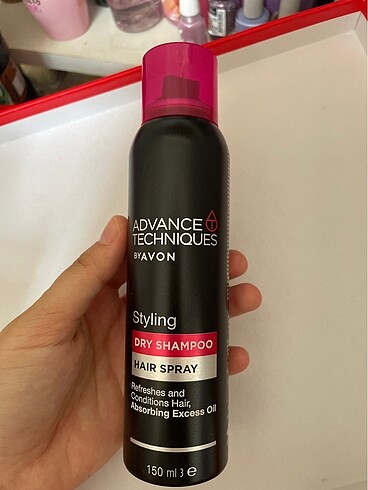 ADVANCE
TECHNIQUES
BY AVON
Styling
DRY SHAMPOO
HAIR SPRAY
Refreshes and
Conditions Hair,
Absorbing Excess Oil
150 ml ℮